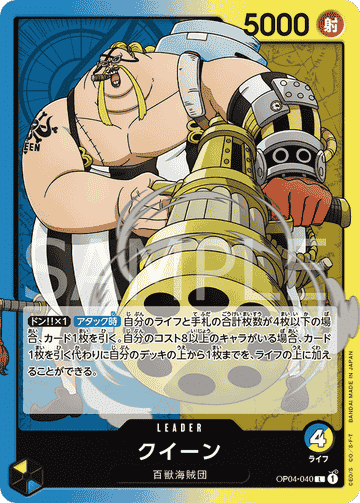 5000
射
QUEEN
SAMPLE
ドン!!×1 アタック時 自分のライフと手札の合計枚数が4枚以下の場
合、カード1枚を引く。自分のコスト8以上のキャラがいる場合、カード
1枚を引く代わりに自分のデッキの上から1枚までを、ライフの上に加え
ることができる。
LEADER
クイーン
百獣海賊団
4
ライフ
OP04-040 L 1
BANDAI MADE IN JAPAN